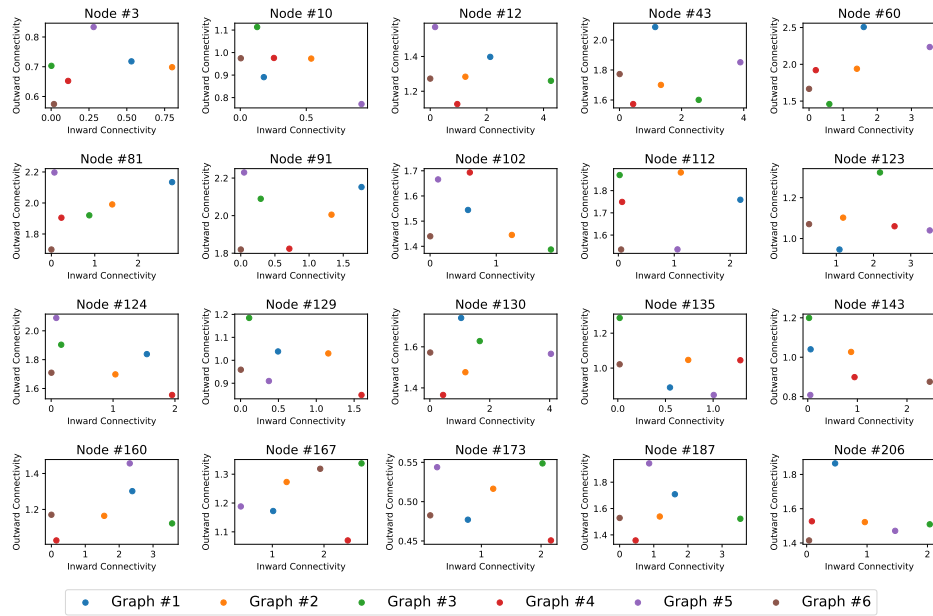 Node #3 Node #10 Node #12 Node #43 Node #60
Outward Connectivity Outward Connectivity Outward Connectivity Outward Connectivity Outward Connectivity
0.8 0.7 0.6
1.1 1.0 0.9 0.8
1.4 1.2
2.0 1.8 1.6
2.5 2.0 1.5
0.00 0.25 0.50 0.75 0.0 0.5 0 2 4 0 2 4 0 1 2 3
Inward Connectivity Inward Connectivity Inward Connectivity Inward Connectivity Inward Connectivity
Node #81 Node #91 Node #102 Node #112 Node #123
Outward Connectivity Outward Connectivity Outward Connectivity Outward Connectivity Outward Connectivity
2.2 2.0 1.8
2.2 2.0 1.8
1.7 1.6 1.5 1.4
1.8 1.7 1.6
1.2 1.0
0 1 2 0.0 0.5 1.0 1.5 0 1 0 1 2 1 2 3
Inward Connectivity Inward Connectivity Inward Connectivity Inward Connectivity Inward Connectivity
Node #124 Node #129 Node #130 Node #135 Node #143
Outward Connectivity Outward Connectivity Outward Connectivity Outward Connectivity Outward Connectivity
2.0 1.8 1.6
1.2 1.1 1.0 0.9
1.6 1.4
1.2 1.0
1.2 1.0 0.8
0 1 2 0.0 0.5 1.0 1.5 0 2 4 0.0 0.5 1.0 0 1 2
Inward Connectivity Inward Connectivity Inward Connectivity Inward Connectivity Inward Connectivity
Node #160 Node #167 Node #173 Node #187 Node #206
Outward Connectivity Outward Connectivity Outward Connectivity Outward Connectivity Outward Connectivity
1.4 1.2
1.3 1.2 1.1
0.55 0.50 0.45
1.8 1.6 1.4
1.8 1.6 1.4
0 1 2 3 1 2 1 2 0 1 2 3 0 1 2
Inward Connectivity Inward Connectivity Inward Connectivity Inward Connectivity Inward Connectivity
Graph #1 Graph #2 Graph #3 Graph #4 Graph #5 Graph #6